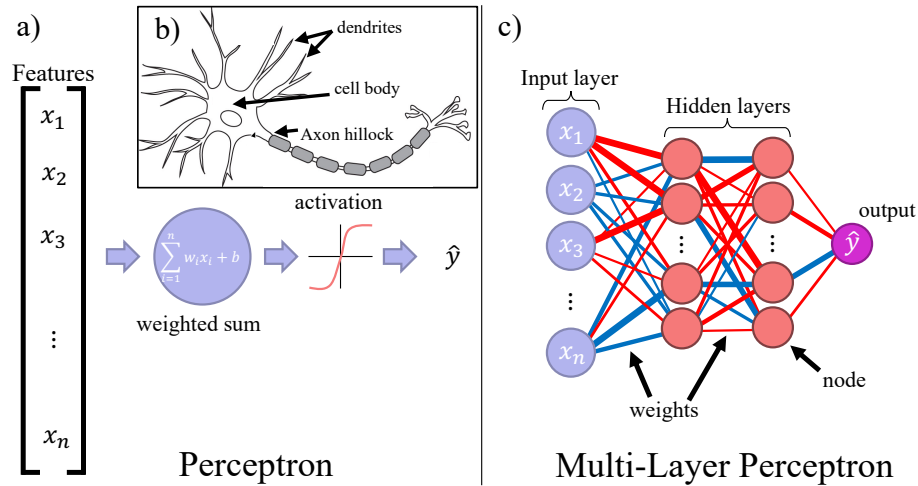 a)
Features
x₁
x₂
x₃
⋮
xₙ
∑ᵢ₌₁ⁿ wᵢxᵢ + b
weighted sum
activation
ŷ
b)
dendrites
cell body
Axon hillock
Perceptron
c)
Input layer
Hidden layers
x₁
x₂
x₃
⋮
xₙ
⋮
⋮
output
ŷ
weights
node
Multi-Layer Perceptron